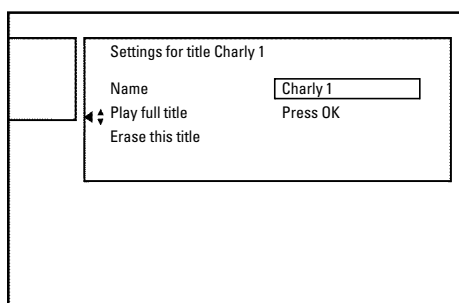 Settings for title Charly 1
Name Charly 1
Play full title Press OK
Erase this title